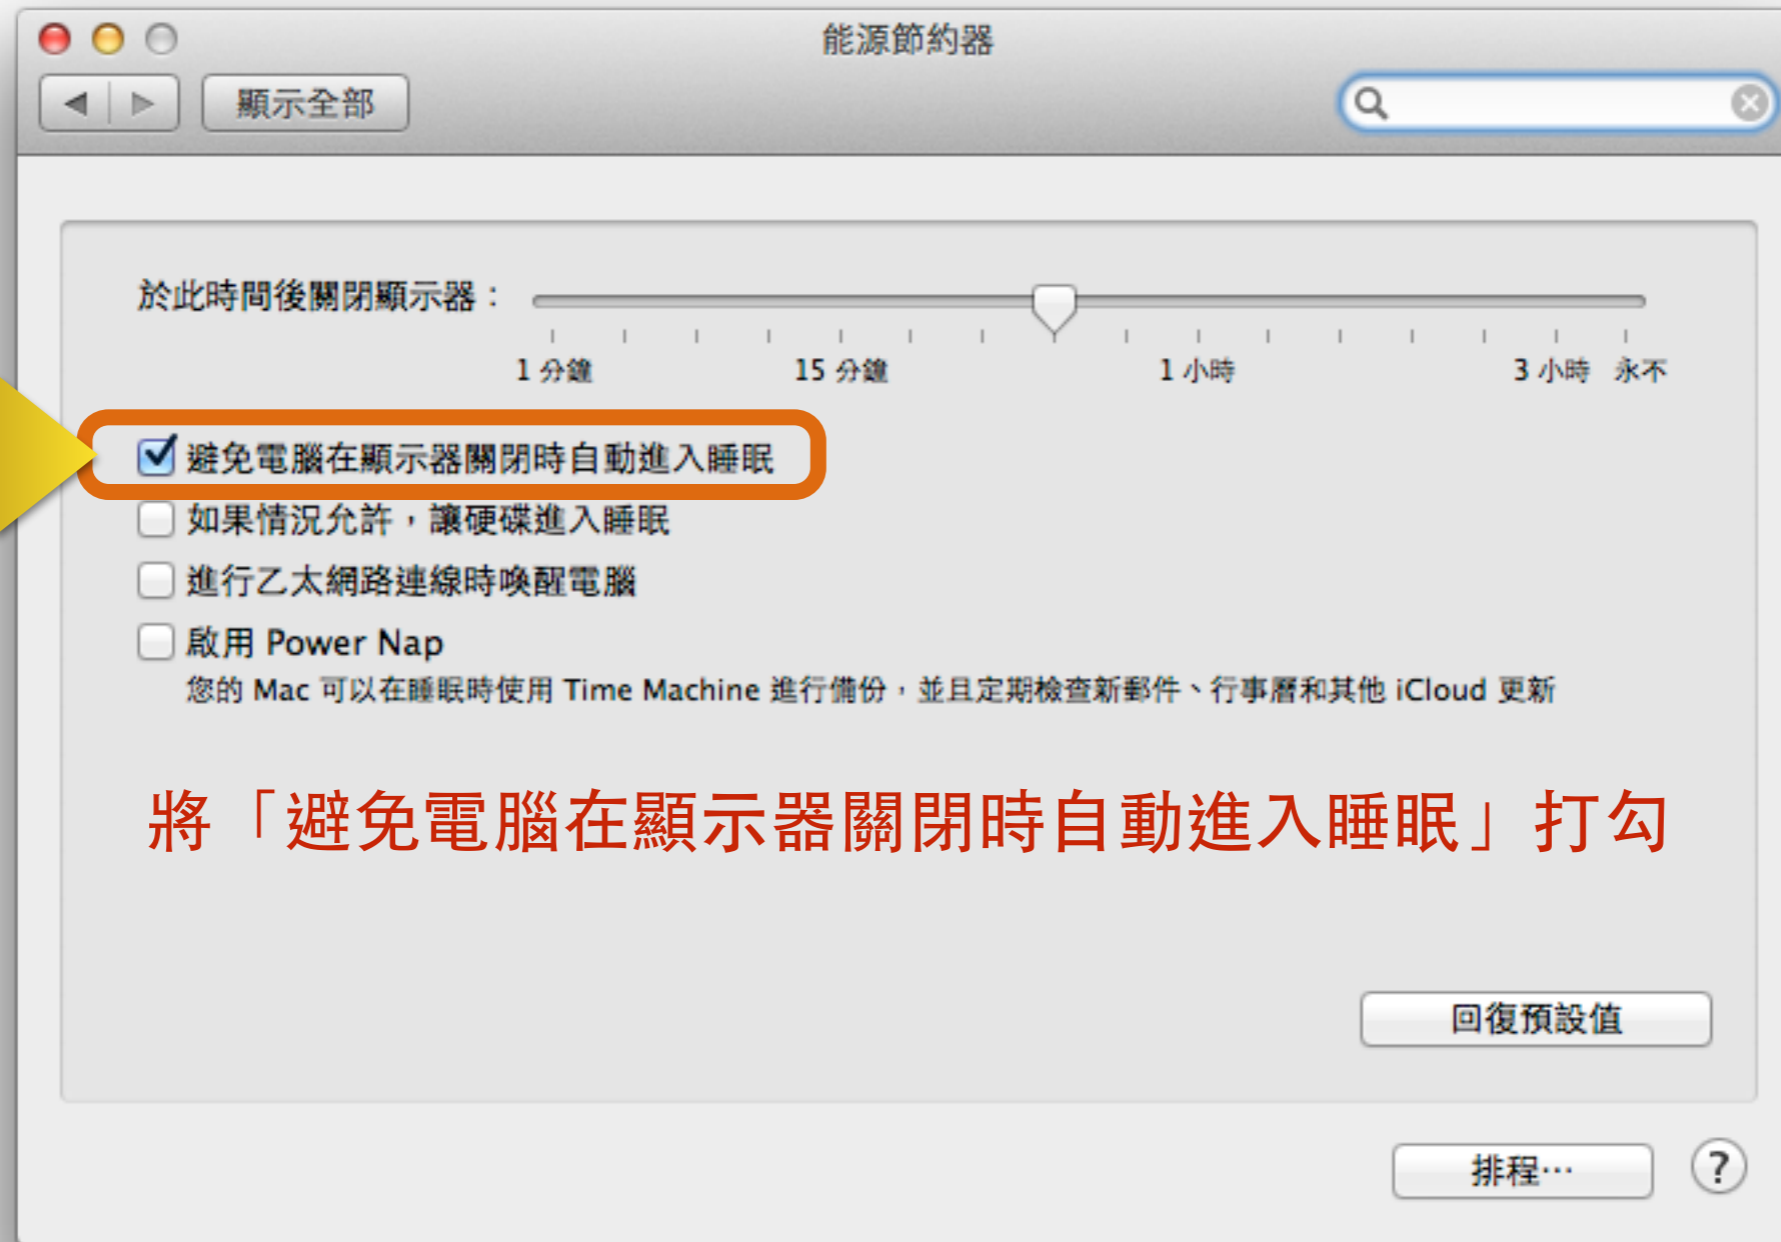 能源節約器
顯示全部
於此時間後關閉顯示器：
1 分鐘 15 分鐘 1 小時 3 小時 永不
避免電腦在顯示器關閉時自動進入睡眠
如果情況允許，讓硬碟進入睡眠
進行乙太網路連線時喚醒電腦
啟用 Power Nap
您的 Mac 可以在睡眠時使用 Time Machine 進行備份，並且定期檢查新郵件、行事曆和其他 iCloud 更新
將「避免電腦在顯示器關閉時自動進入睡眠」打勾
回復預設值
排程…
?